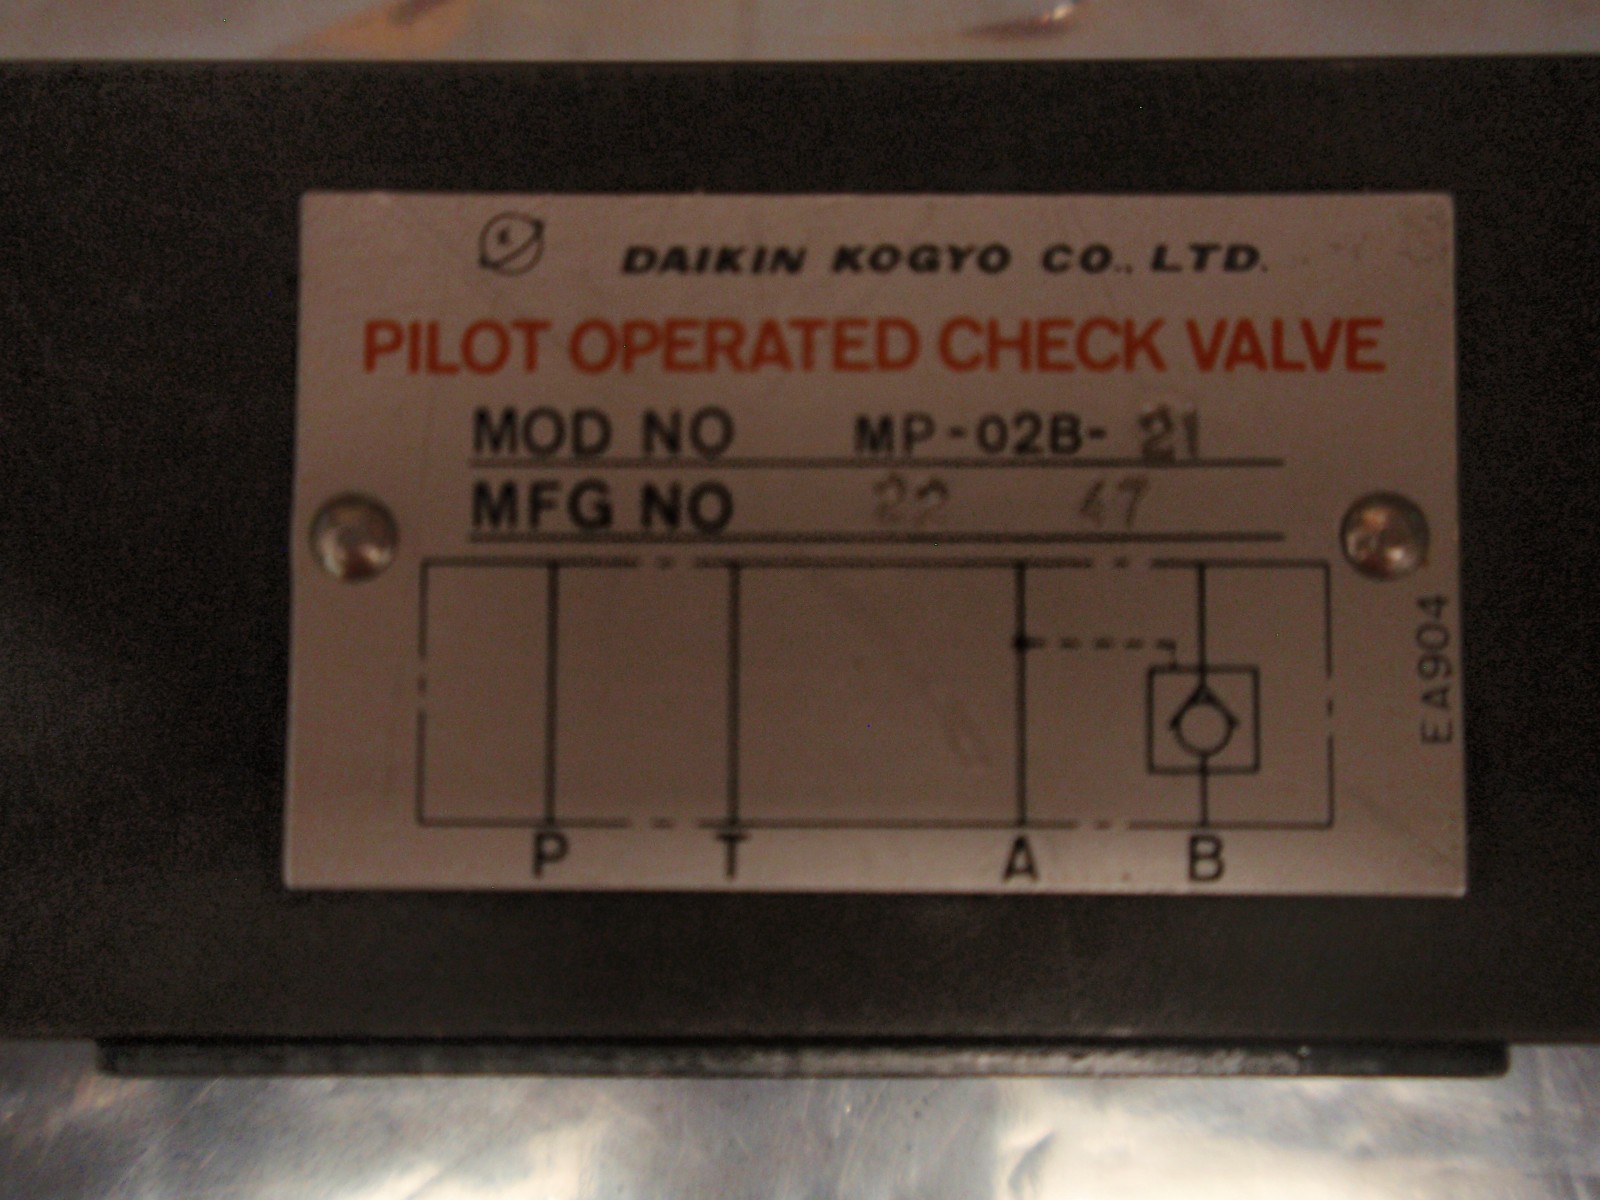 DAIKIN KOGYO CO., LTD.
PILOT OPERATED CHECK VALVE
MOD NO MP-02B-21
MFG NO 22 47
EA904
P T A B